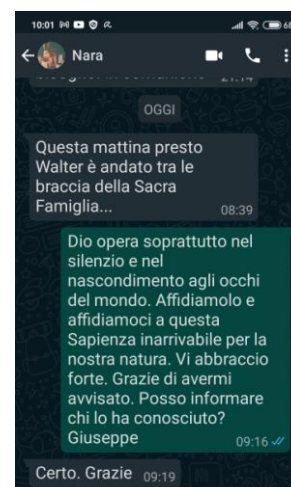 10:01
68
Nara
21:14
OGGI
Questa mattina presto
Walter è andato tra le
braccia della Sacra
Famiglia...
08:39
Dio opera soprattutto nel
silenzio e nel
nascondimento agli occhi
del mondo. Affidiamolo e
affidiamoci a questa
Sapienza inarrivabile per la
nostra natura. Vi abbraccio
forte. Grazie di avermi
avvisato. Posso informare
chi lo ha conosciuto?
Giuseppe
09:16
Certo. Grazie 09:19